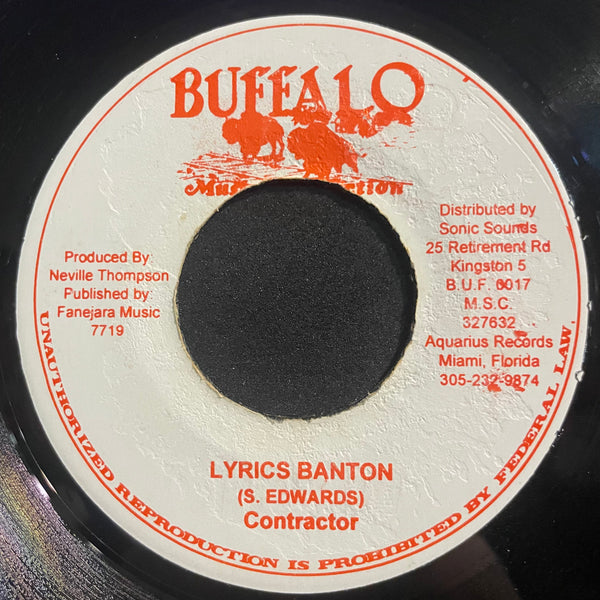 BUFFALO
Produced By:
Neville Thompson
Published by:
Fanejara Music
7719
Distributed by
Sonic Sounds
25 Retirement Rd
Kingston 5
B.U.F. 0017
M.S.C.
327632
Aquarius Records
Miami, Florida
305-232-9874
LYRICS BANTON
(S. EDWARDS)
Contractor
UNAUTHORIZED REPRODUCTION IS PROHIBITED BY FEDERAL LAW